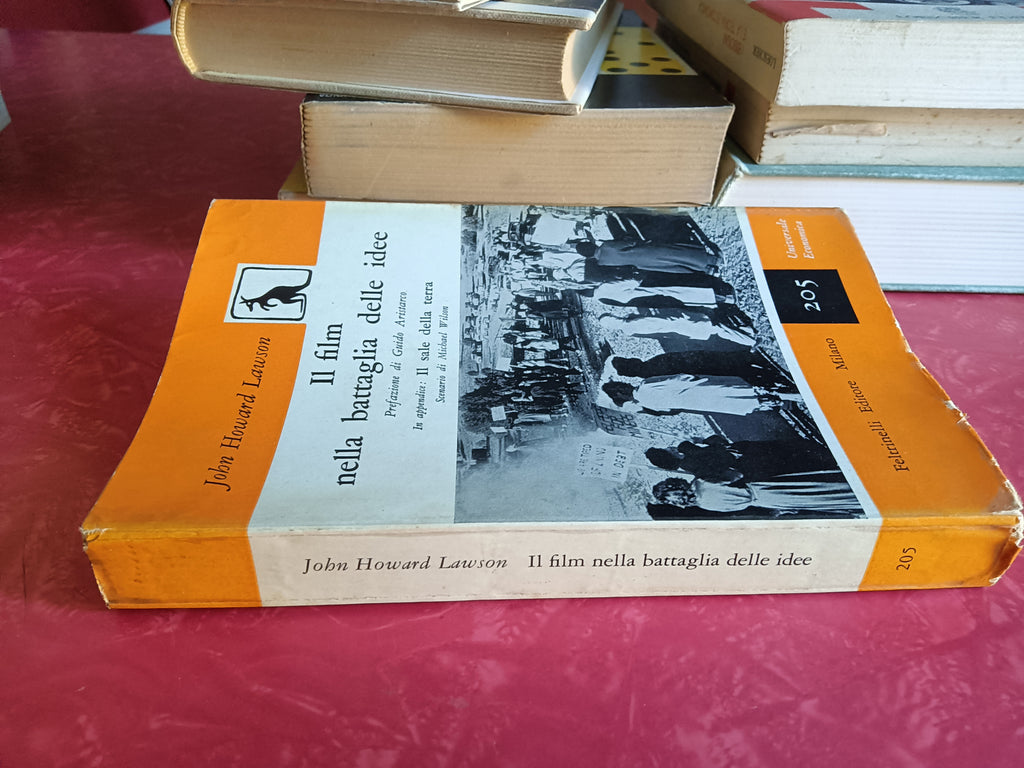 John Howard Lawson
Il film
nella battaglia delle idee
Prefazione di Guido Aristarco
In appendice: Il sale della terra
Scenario di Michael Wilson
Universale
Economica
205
Feltrinelli Editore Milano
John Howard Lawson Il film nella battaglia delle idee
205
LOESCHER